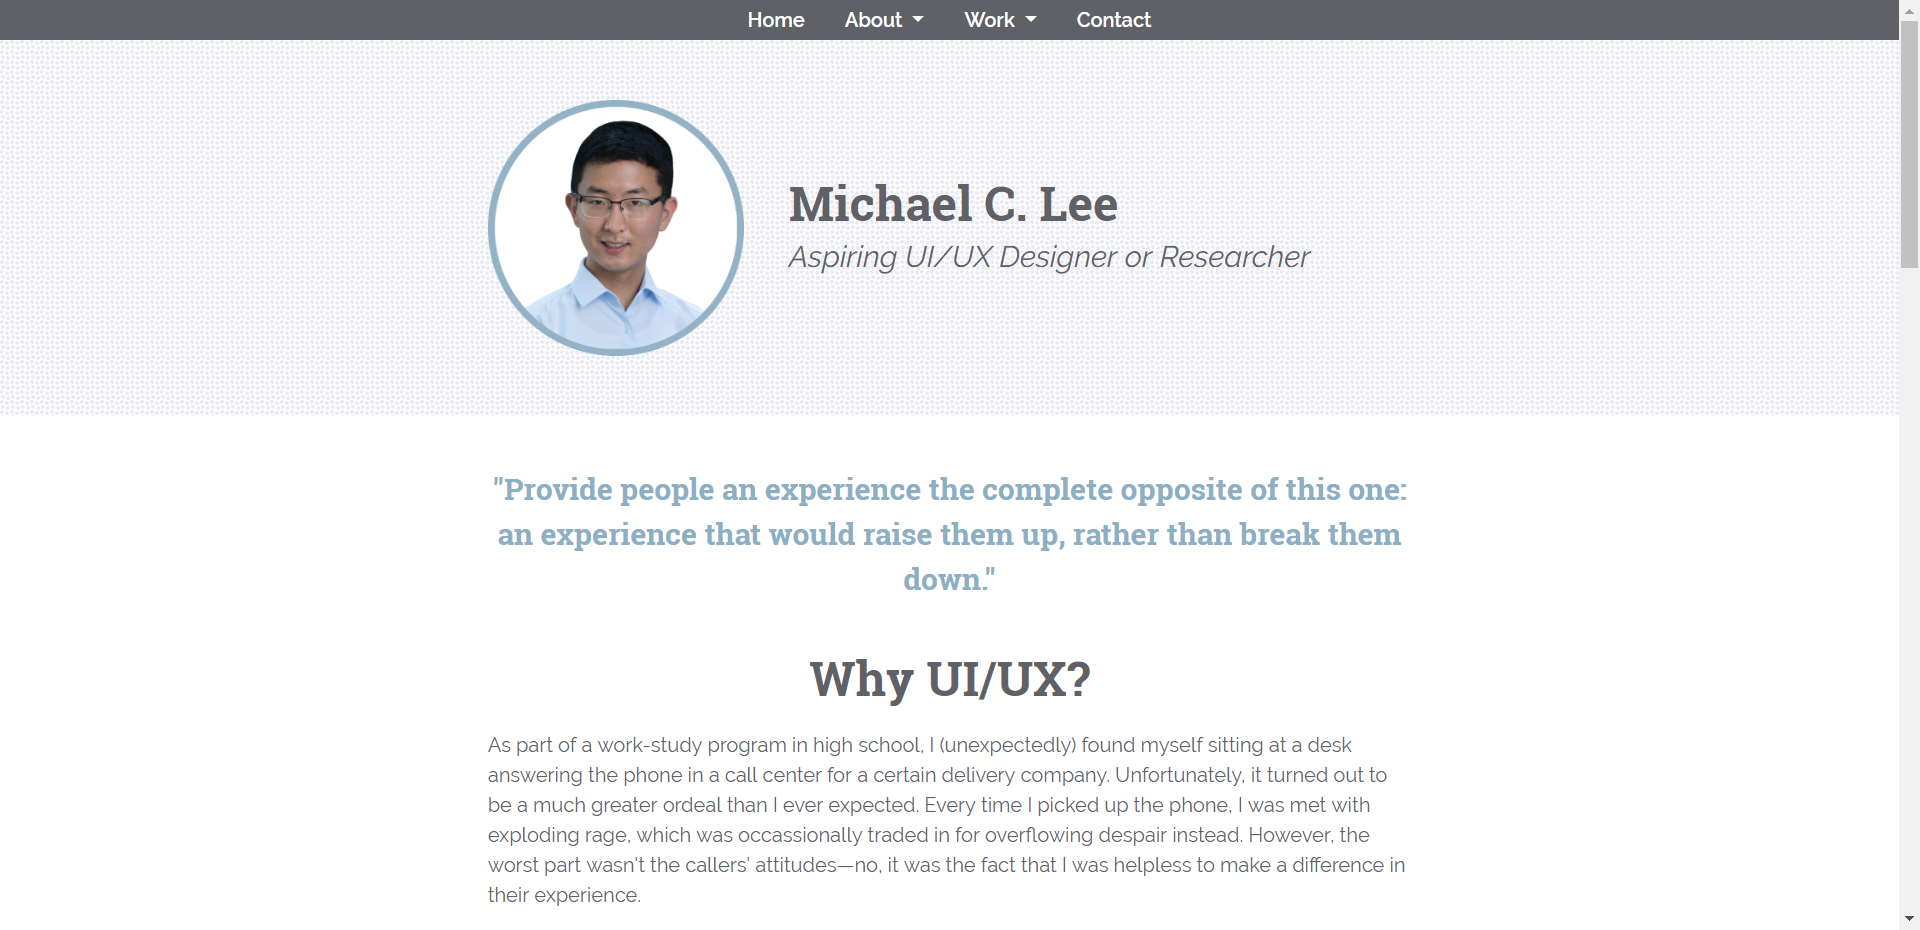 Home About Work Contact
Michael C. Lee
Aspiring UI/UX Designer or Researcher
"Provide people an experience the complete opposite of this one:
an experience that would raise them up, rather than break them
down."
Why UI/UX?
As part of a work-study program in high school, I (unexpectedly) found myself sitting at a desk
answering the phone in a call center for a certain delivery company. Unfortunately, it turned out to
be a much greater ordeal than I ever expected. Every time I picked up the phone, I was met with
exploding rage, which was occassionally traded in for overflowing despair instead. However, the
worst part wasn't the callers' attitudes—no, it was the fact that I was helpless to make a difference in
their experience.